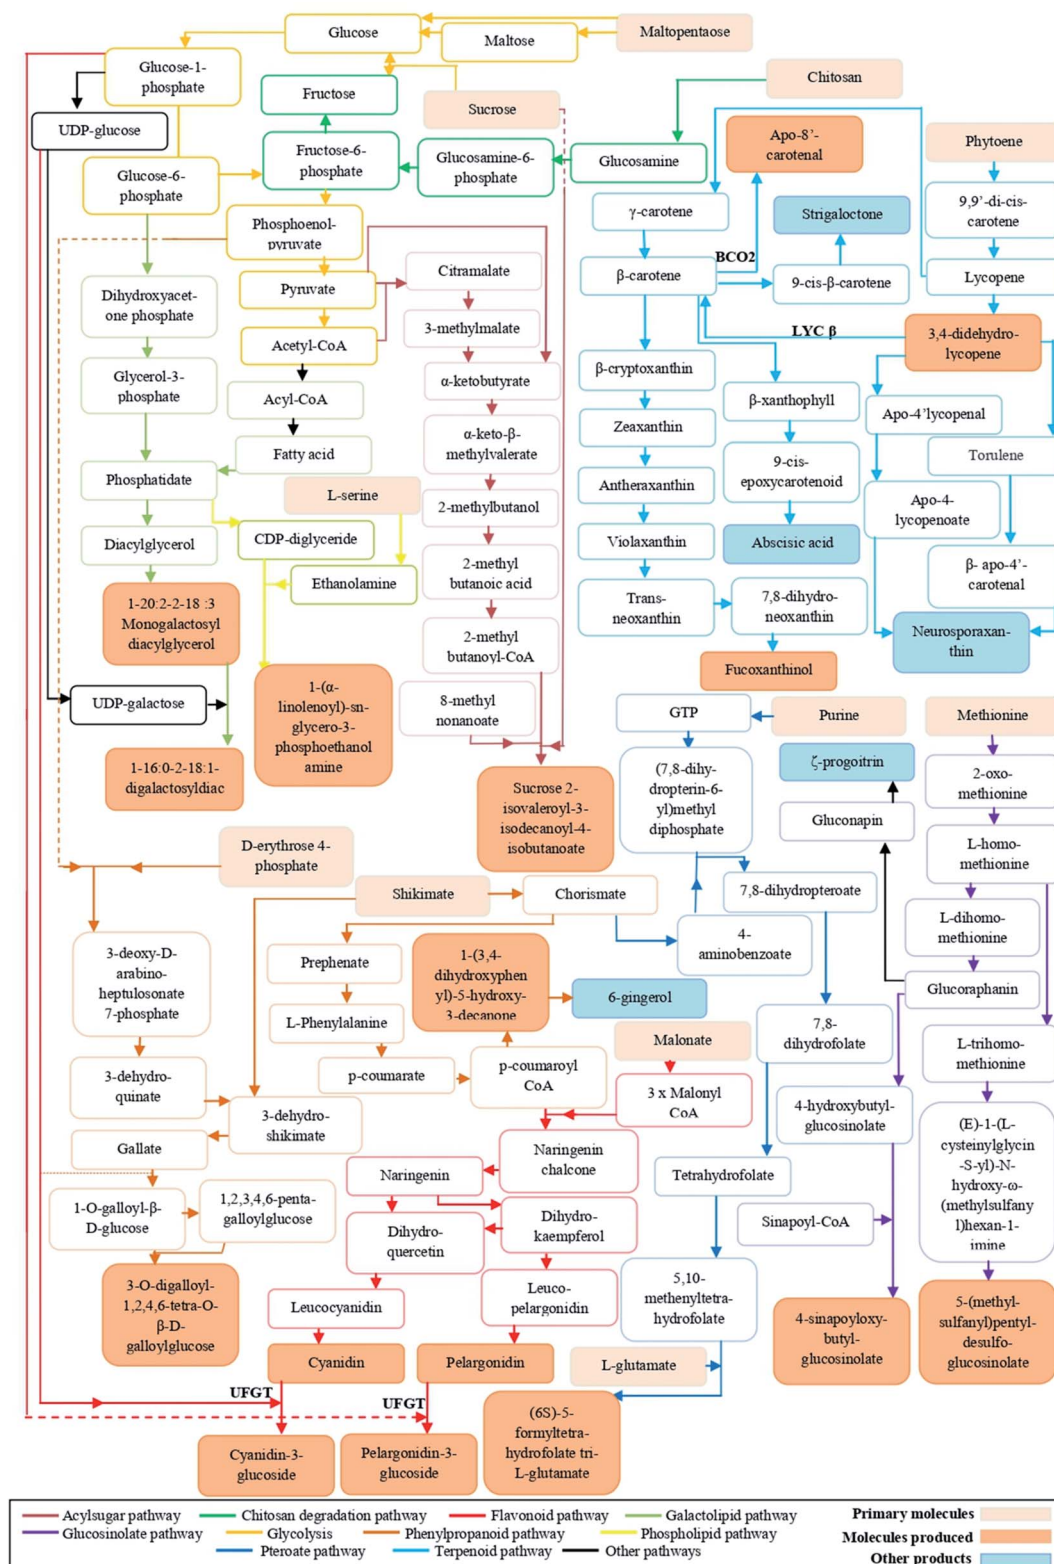 Glucose
Maltose
Maltopentaose
Glucose-1-
phosphate
Chitosan
Fructose
Sucrose
UDP-glucose
Apo-8’-
carotenal
Phytoene
Fructose-6-
phosphate
Glucosamine-6-
phosphate
Glucosamine
Glucose-6-
phosphate
γ-carotene
Strigaloctone
9,9’-di-cis-
carotene
Phosphoenol-
pyruvate
BCO2
Citramalate
β-carotene
9-cis-β-carotene
Lycopene
Pyruvate
Dihydroxyacet-
one phosphate
3-methylmalate
LYC β
3,4-didehydro-
lycopene
Acetyl-CoA
Glycerol-3-
phosphate
α-ketobutyrate
β-cryptoxanthin
Acyl-CoA
β-xanthophyll
Apo-4’lycopenal
Zeaxanthin
α-keto-β-
methylvalerate
Fatty acid
Torulene
Phosphatidate
L-serine
Antheraxanthin
9-cis-
epoxycarotenoid
Apo-4-
lycopenoate
2-methylbutanol
Diacylglycerol
CDP-diglyceride
Violaxanthin
Abscisic acid
2-methyl
butanoic acid
β- apo-4’-
carotenal
Ethanolamine
1-20:2-2-18 :3
Monogalactosyl
diacylglycerol
Trans-
neoxanthin
7,8-dihydro-
neoxanthin
2-methyl
butanoyl-CoA
Neurosporaxan-
thin
Fucoxanthinol
UDP-galactose
1-(α-
linolenoyl)-sn-
glycero-3-
phosphoethanol
amine
8-methyl
nonanoate
GTP
Purine
Methionine
1-16:0-2-18:1-
digalactosyldiac
Sucrose 2-
isovaleroyl-3-
isodecanoyl-4-
isobutanoate
(7,8-dihy-
dropterin-6-
yl)methyl
diphosphate
ζ-progoitrin
2-oxo-
methionine
Gluconapin
L-homo-
methionine
D-erythrose 4-
phosphate
Shikimate
Chorismate
7,8-dihydropteroate
L-dihomo-
methionine
3-deoxy-D-
arabino-
heptulosonate
7-phosphate
Prephenate
1-(3,4-
dihydroxyphen
yl)-5-hydroxy-
3-decanone
4-
aminobenzoate
6-gingerol
Glucoraphanin
L-Phenylalanine
7,8-
dihydrofolate
L-trihomo-
methionine
3-dehydro-
quinate
p-coumarate
p-coumaroyl
CoA
Malonate
3 x Malonyl
CoA
4-hydroxybutyl-
glucosinolate
3-dehydro-
shikimate
Gallate
Naringenin
chalcone
(E)-1-(L-
cysteinylglycin
-S-yl)-N-
hydroxy-ω-
(methylsulfany
l)hexan-1-
imine
Naringenin
Tetrahydrofolate
1-O-galloyl-β-
D-glucose
1,2,3,4,6-penta-
galloylglucose
Dihydro-
quercetin
Dihydro-
kaempferol
Sinapoyl-CoA
3-O-digalloyl-
1,2,4,6-tetra-O-
β-D-
galloylglucose
Leucocyanidin
Leuco-
pelargonidin
5,10-
methenyltetra-
hydrofolate
4-sinapoyloxy-
butyl-
glucosinolate
5-(methyl-
sulfanyl)pentyl-
desulfo-
glucosinolate
Cyanidin
Pelargonidin
L-glutamate
UFGT
UFGT
Cyanidin-3-
glucoside
Pelargonidin-3-
glucoside
(6S)-5-
formyltetra-
hydrofolate tri-
L-glutamate
Acylsugar pathway
Chitosan degradation pathway
Flavonoid pathway
Galactolipid pathway
Primary molecules
Glucosinolate pathway
Glycolysis
Phenylpropanoid pathway
Phospholipid pathway
Molecules produced
Pteroate pathway
Terpenoid pathway
Other pathways
Other products